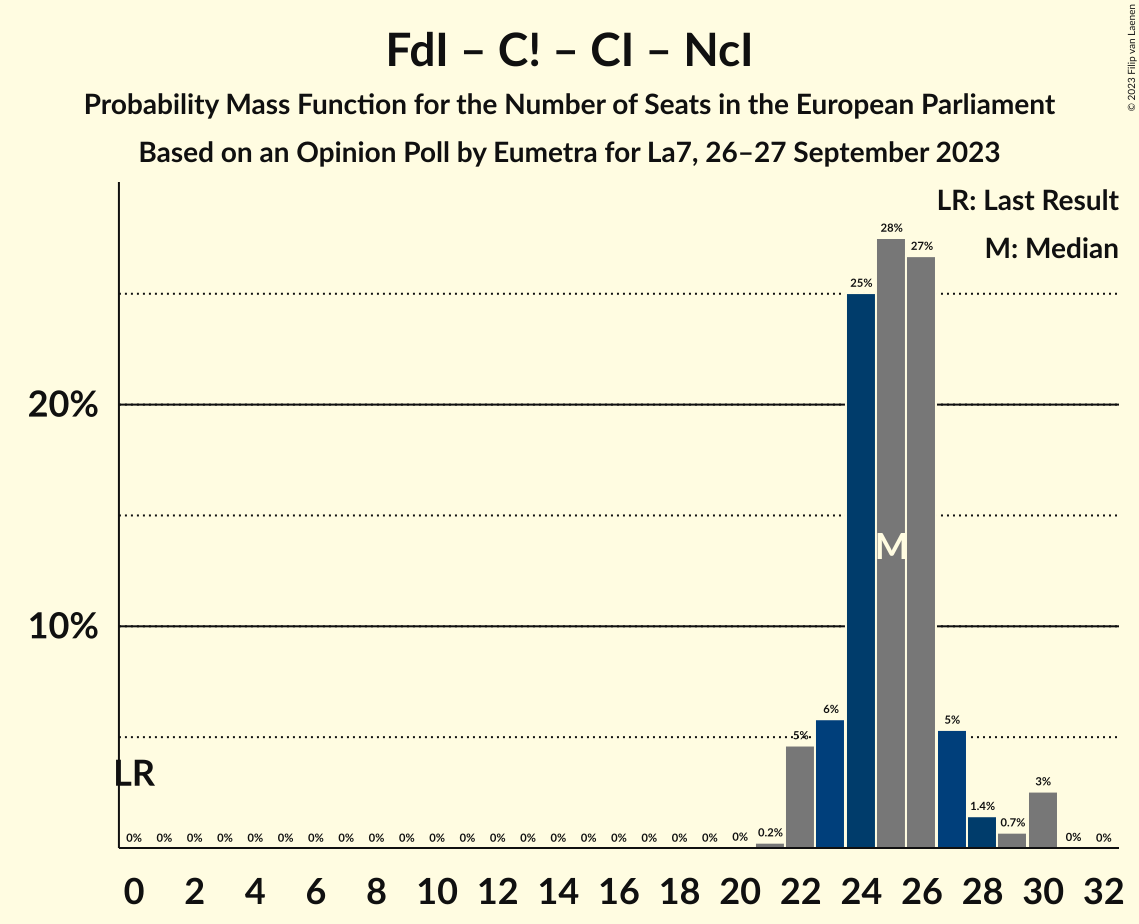 FdI – C! – CI – NcI
Probability Mass Function for the Number of Seats in the European Parliament
Based on an Opinion Poll by Eumetra for La7, 26–27 September 2023
© 2023 Filip van Laenen
LR: Last Result
M: Median
20%
10%
LR
M
0% 0% 0% 0% 0% 0% 0% 0% 0% 0% 0% 0% 0% 0% 0% 0% 0% 0% 0% 0% 0% 0.2% 5% 6% 25% 28% 27% 5% 1.4% 0.7% 3% 0% 0%
0 2 4 6 8 10 12 14 16 18 20 22 24 26 28 30 32